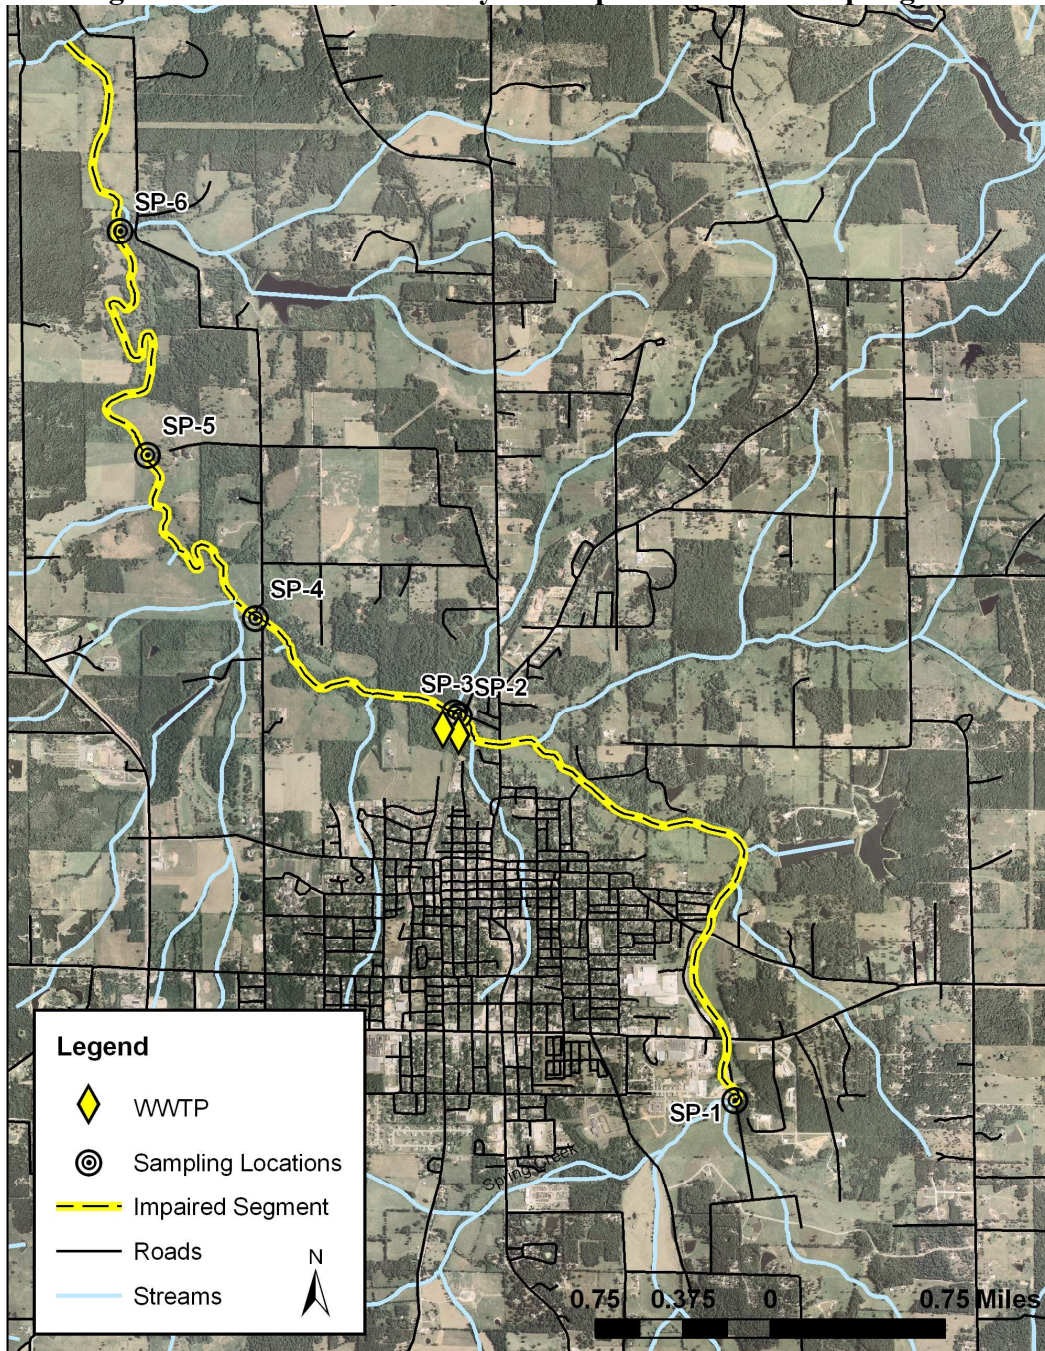 SP-6
SP-5
SP-4
SP-3
SP-2
SP-1
Spring Creek
Legend
WWTP
Sampling Locations
Impaired Segment
Roads
Streams
N
0.75 0.375 0 0.75 Miles